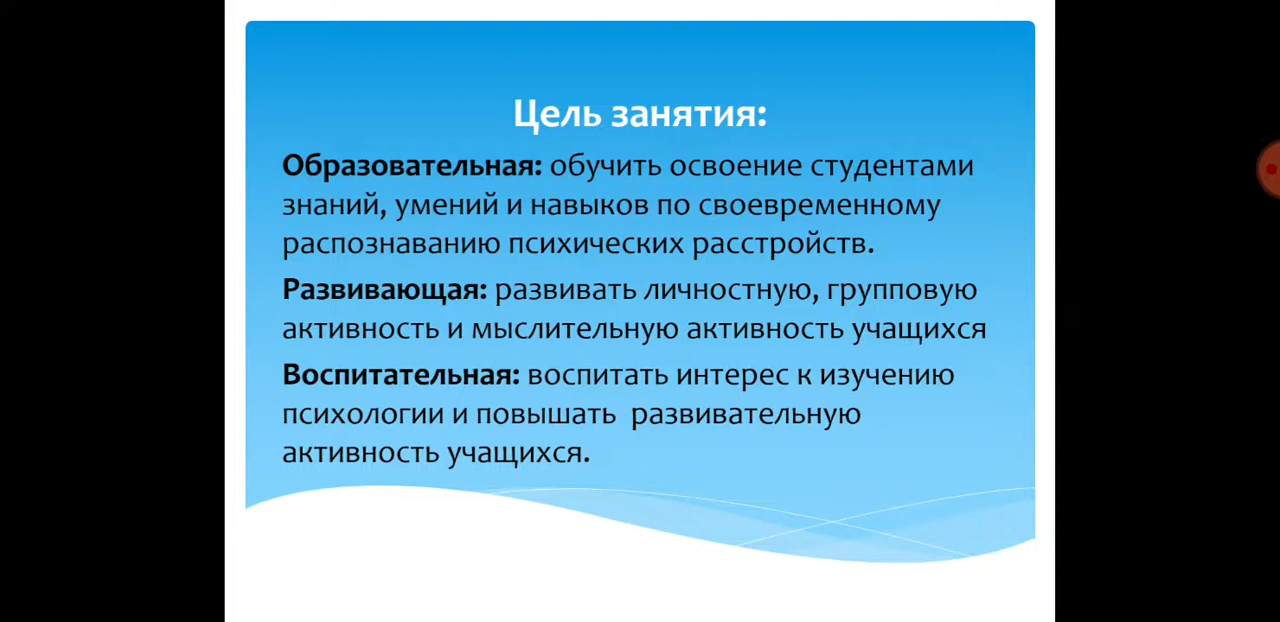 Цель занятия:
Образовательная: обучить освоение студентами
знаний, умений и навыков по своевременному
распознаванию психических расстройств.
Развивающая: развивать личностную, групповую
активность и мыслительную активность учащихся
Воспитательная: воспитать интерес к изучению
психологии и повышать  развивательную
активность учащихся.